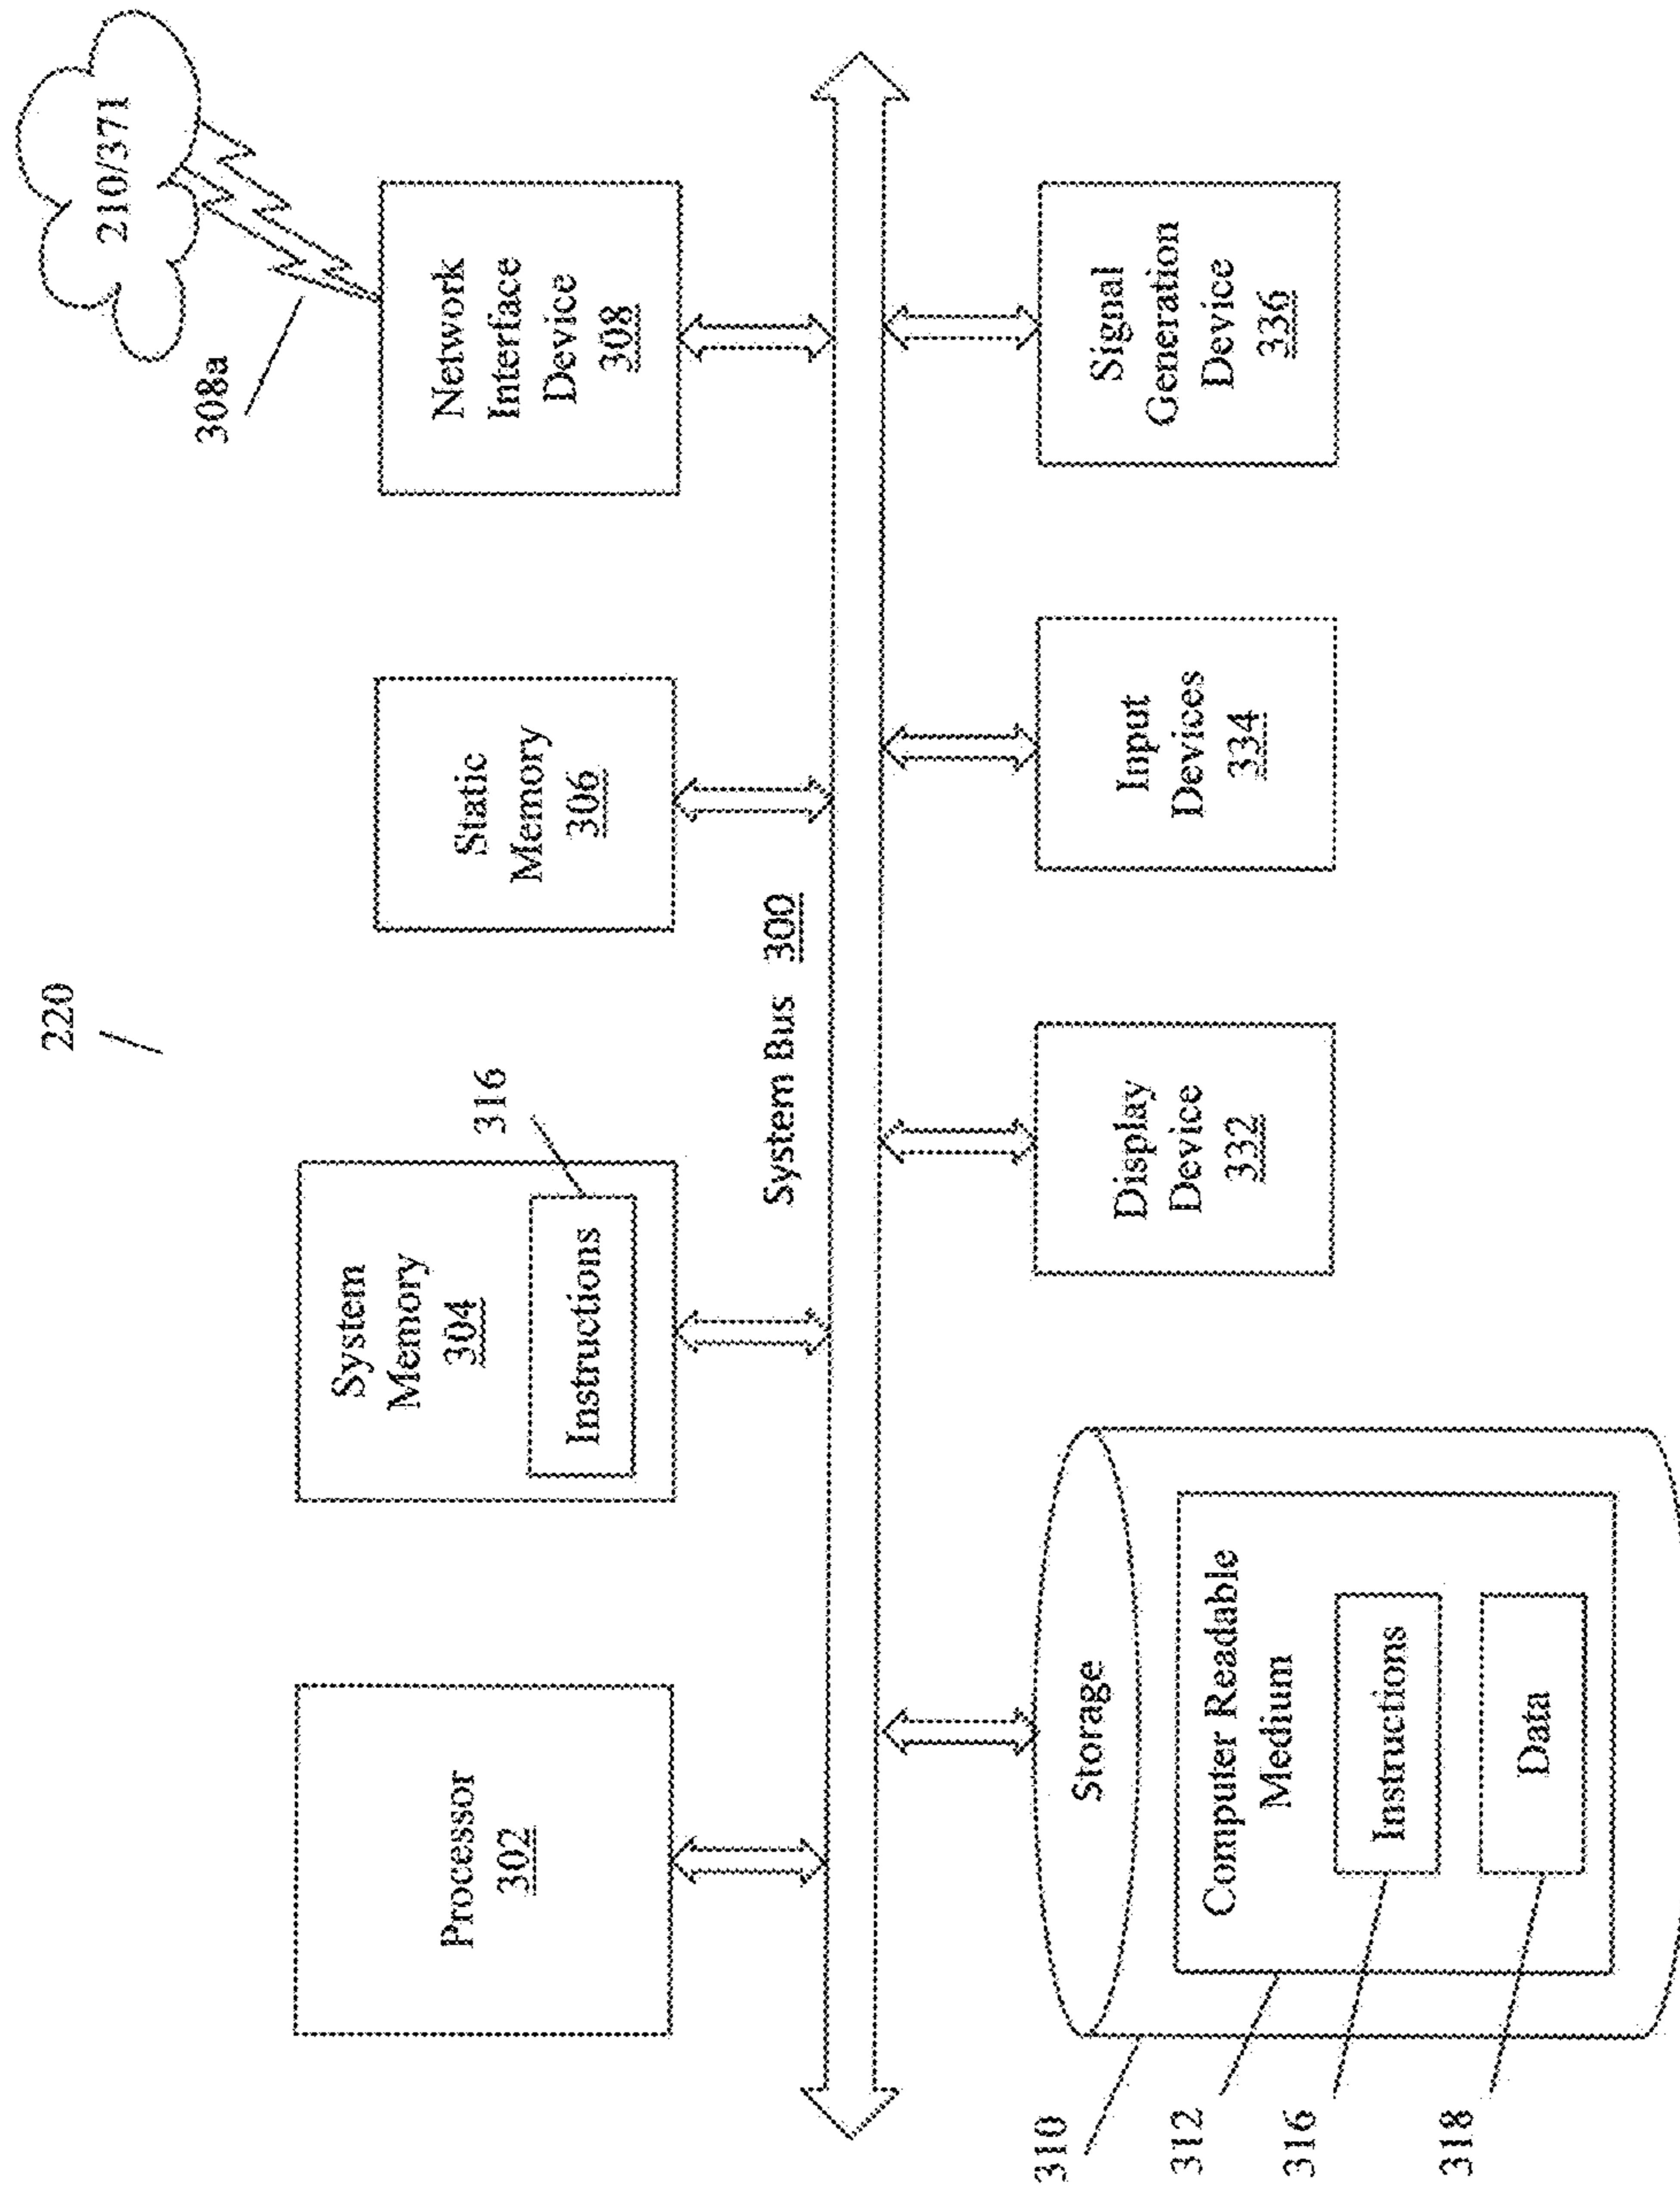 220
210/371
308a
Processor
302
System
Memory
304
316
Instructions
Static
Memory
306
Network
Interface
Device
308
System Bus 300
Storage
Computer Readable
Medium
Instructions
Data
310
312
316
318
Display
Device
332
Input
Devices
334
Signal
Generation
Device
336